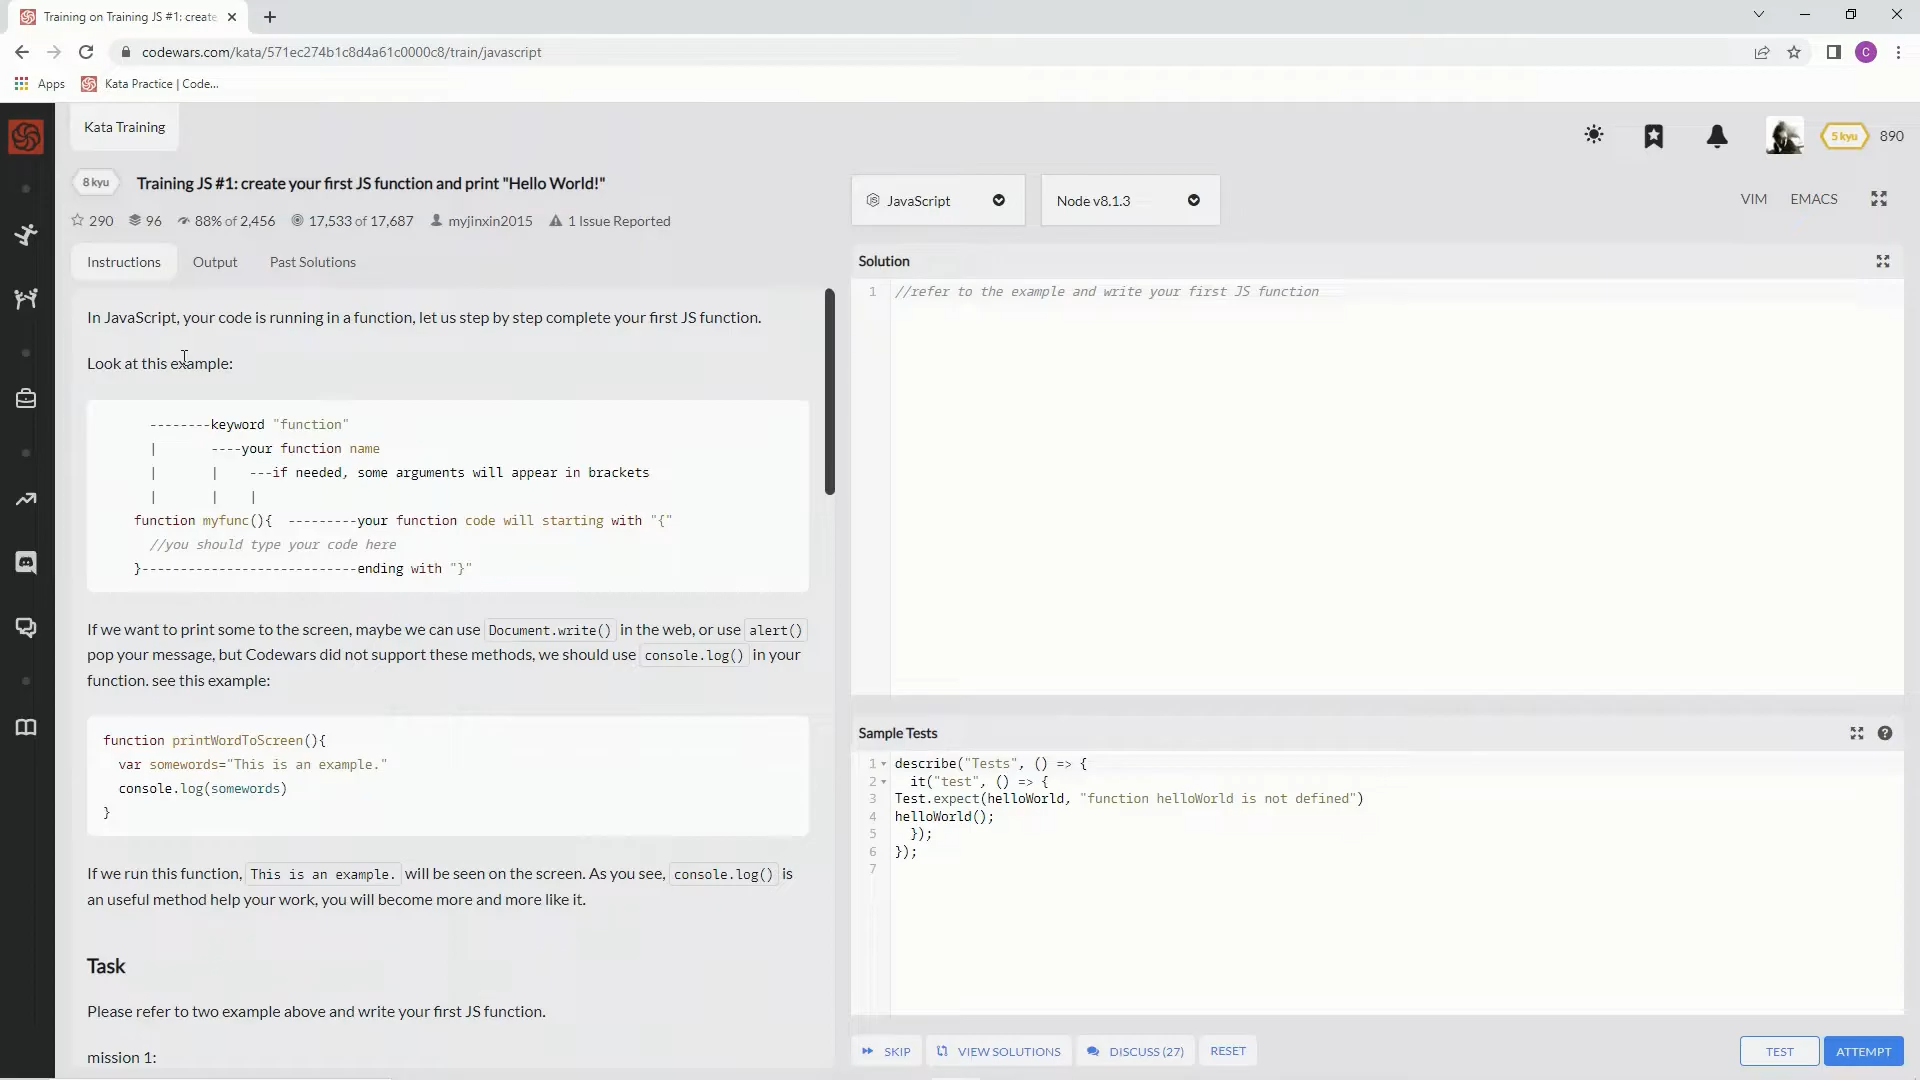 Training on Training JS #1: create
codewars.com/kata/571ec274b1c8d4a61c0000c8/train/javascript
C
Apps
Kata Practice | Code...
Kata Training
5 kyu
890
8 kyu
Training JS #1: create your first JS function and print "Hello World!"
290
96
88% of 2,456
17,533 of 17,687
myjinxin2015
1 Issue Reported
JavaScript
Node v8.1.3
VIM
EMACS
Instructions
Output
Past Solutions
In JavaScript, your code is running in a function, let us step by step complete your first JS function.
Look at this example:
--------keyword "function"
|       ----your function name
|       |    ---if needed, some arguments will appear in brackets
|       |    |
function myfunc(){  ---------your function code will starting with "{"
//you should type your code here
}----------------------------ending with "}"
If we want to print some to the screen, maybe we can use Document.write() in the web, or use alert()
pop your message, but Codewars did not support these methods, we should use console.log() in your
function. see this example:
function printWordToScreen(){
var somewords="This is an example."
console.log(somewords)
}
If we run this function, This is an example. will be seen on the screen. As you see, console.log() is
an useful method help your work, you will become more and more like it.
Task
Please refer to two example above and write your first JS function.
mission 1:
Solution
1 //refer to the example and write your first JS function
Sample Tests
1 describe("Tests", () => {
2 it("test", () => {
3 Test.expect(helloWorld, "function helloWorld is not defined")
4 helloWorld();
5 });
6 });
7
SKIP
VIEW SOLUTIONS
DISCUSS (27)
RESET
TEST
ATTEMPT